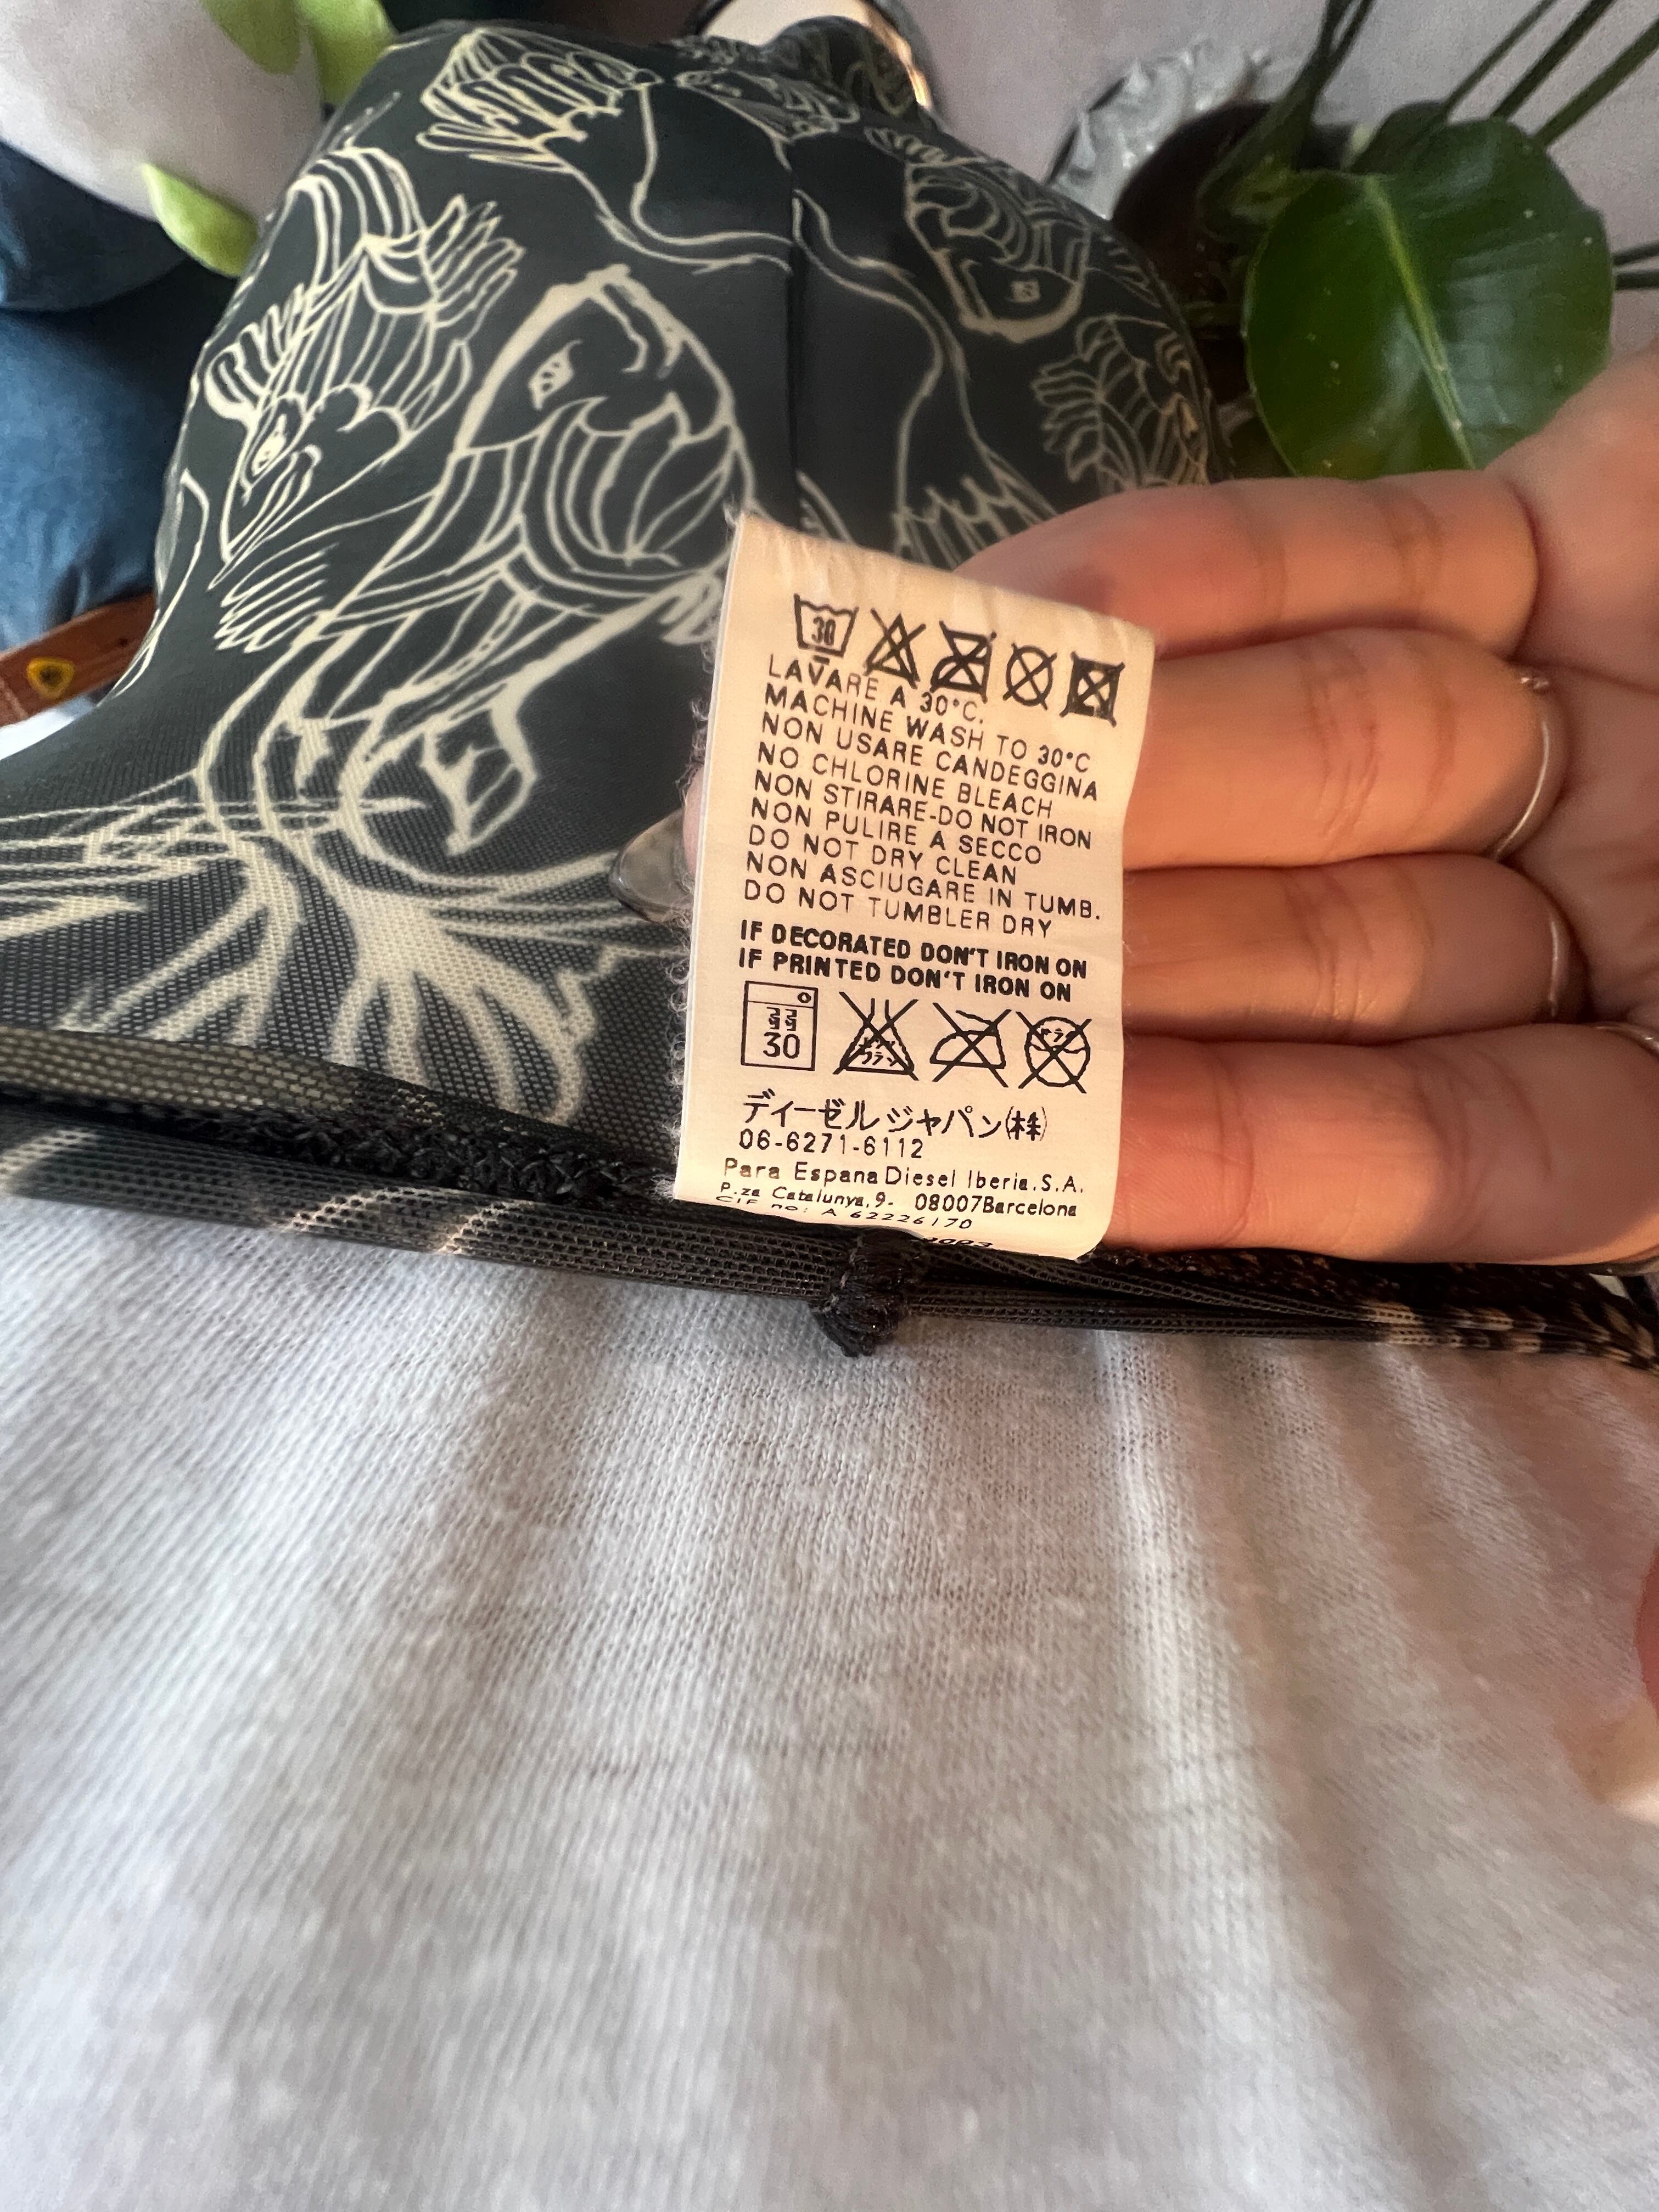 30
LAVARE A 30°C.
MACHINE WASH TO 30°C
NON USARE CANDEGGINA
NO CHLORINE BLEACH
NON STIRARE-DO NOT IRON
NON PULIRE A SECCO
DO NOT DRY CLEAN
NON ASCIUGARE IN TUMB.
DO NOT TUMBLER DRY
IF DECORATED DON'T IRON ON
IF PRINTED DON'T IRON ON
30
ディーゼルジャパン(株)
06-6271-6112
Para Espana Diesel Iberia.S.A.
P.za Catalunya,9- 08007Barcelona
CIF no: A 62226170